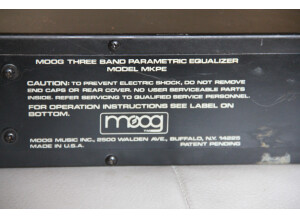 MOOG THREE BAND PARAMETRIC EQUALIZER
MODEL MKPE
CAUTION: TO PREVENT ELECTRIC SHOCK, DO NOT REMOVE
END CAPS OR REAR COVER. NO USER SERVICEABLE PARTS
INSIDE. REFER SERVICING TO QUALIFIED SERVICE PERSONNEL.
FOR OPERATION INSTRUCTIONS SEE LABEL ON
BOTTOM.
moog
MOOG MUSIC INC., 2500 WALDEN AVE., BUFFALO, N.Y. 14225
MADE IN U.S.A. PATENT PENDING